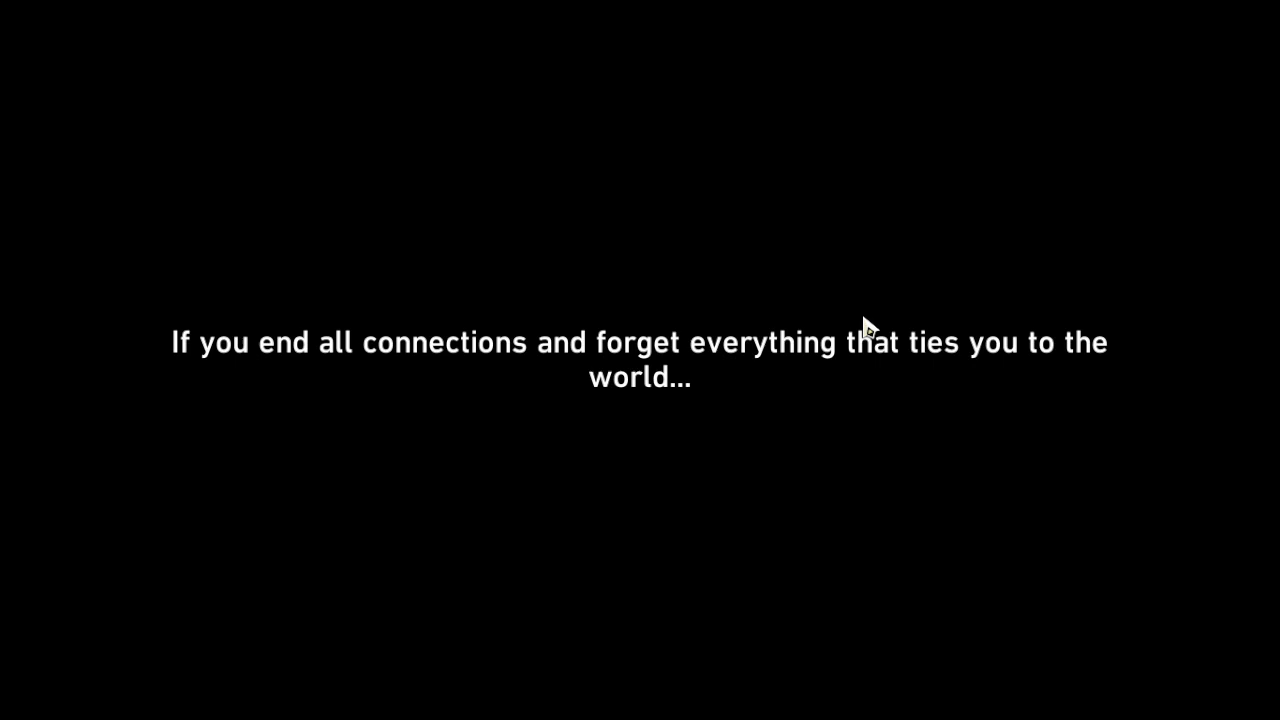 If you end all connections and forget everything that ties you to the
world...